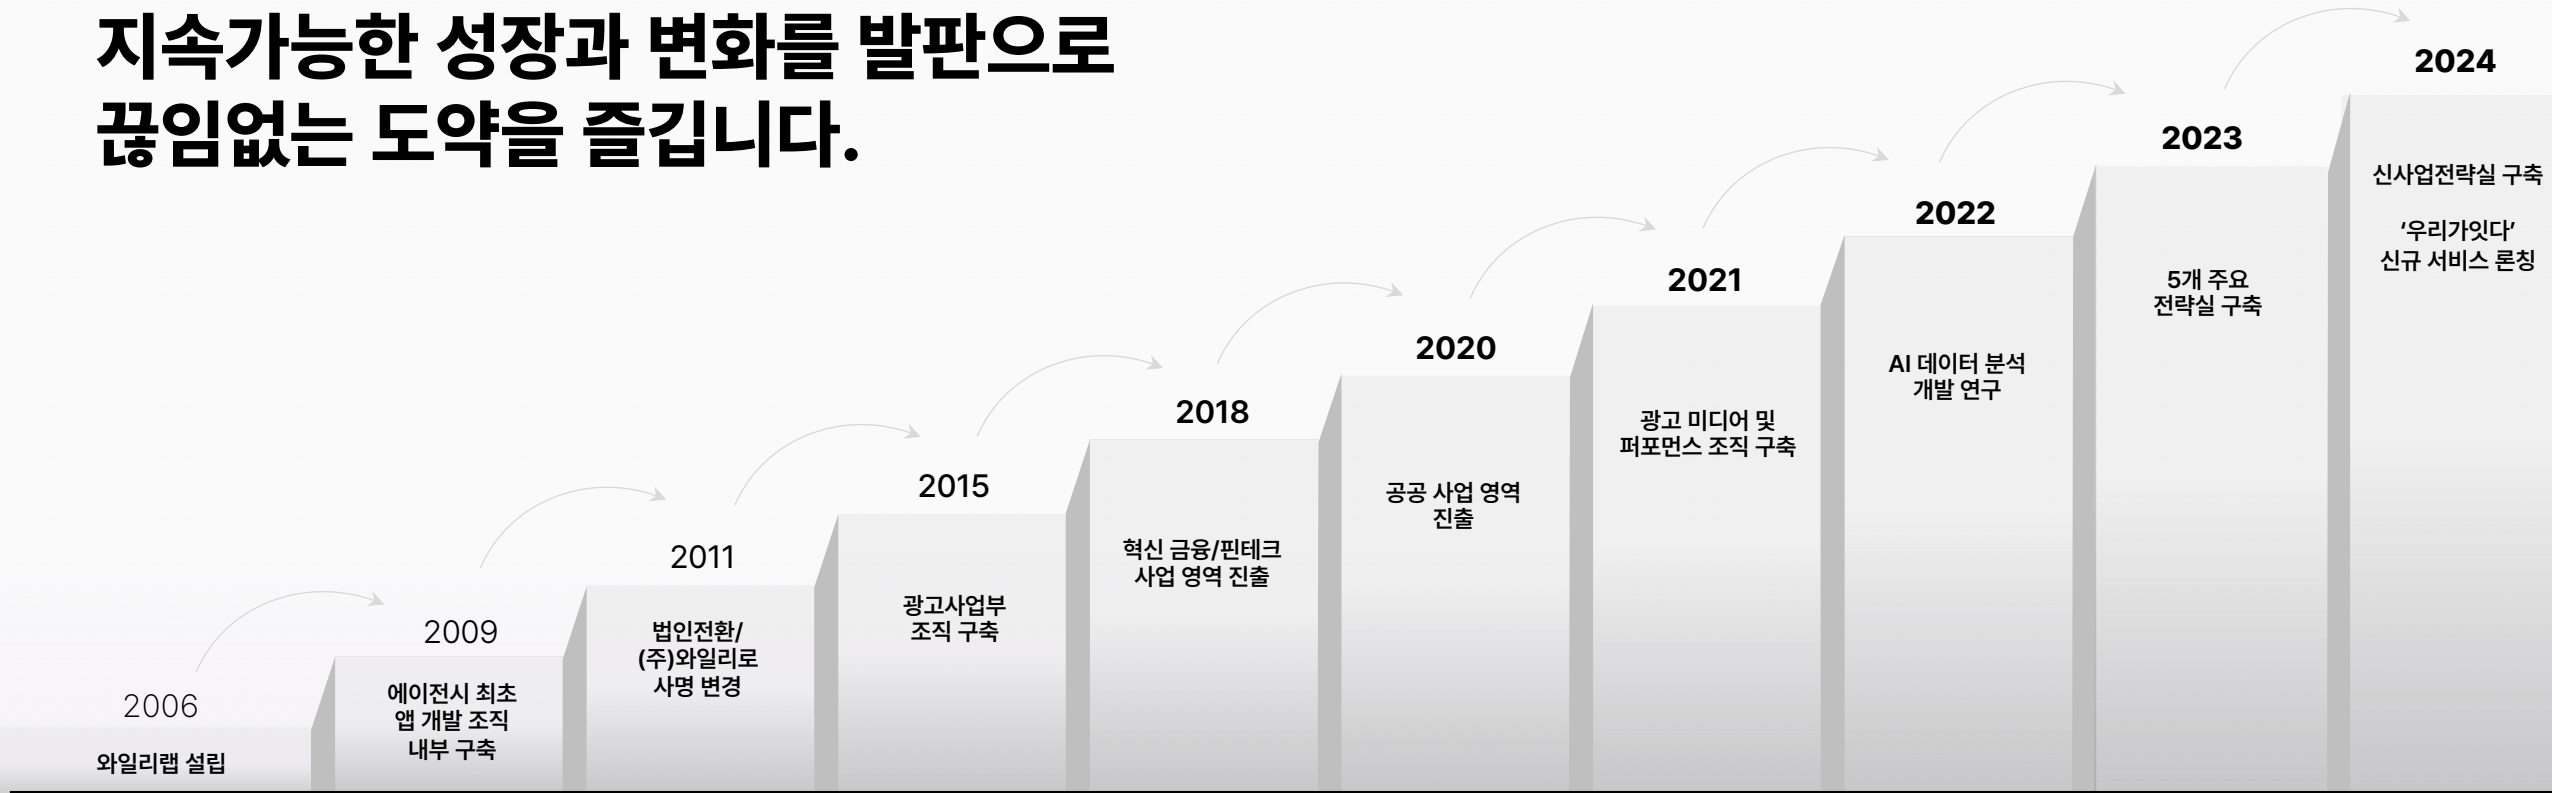 지속가능한 성장과 변화를 발판으로
끊임없는 도약을 즐깁니다.
2006
와일리랩 설립
2009
에이전시 최초
앱 개발 조직
내부 구축
2011
법인전환/
(주)와일리로
사명 변경
2015
광고사업부
조직 구축
2018
혁신 금융/핀테크
사업 영역 진출
2020
공공 사업 영역
진출
2021
광고 미디어 및
퍼포먼스 조직 구축
2022
AI 데이터 분석
개발 연구
2023
5개 주요
전략실 구축
2024
신사업전략실 구축
‘우리가잇다’
신규 서비스 론칭